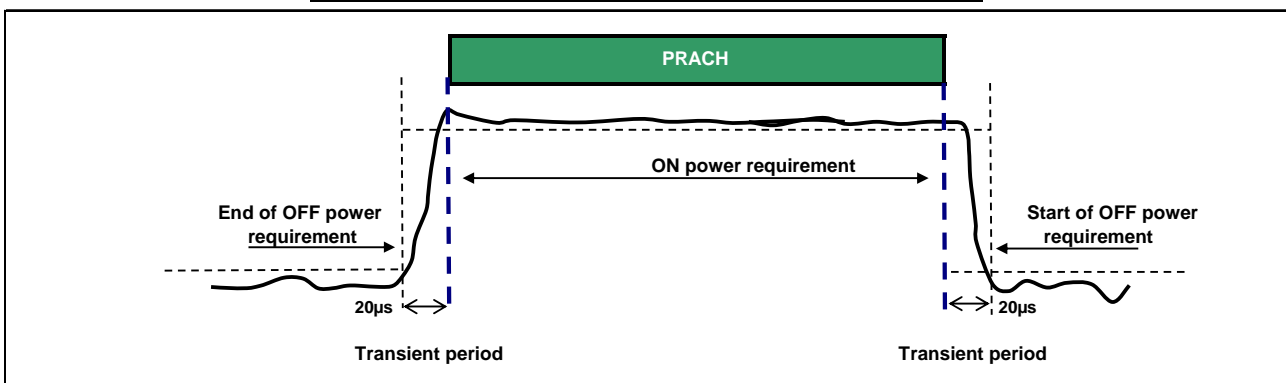 PRACH
ON power requirement
End of OFF power
requirement
Start of OFF power
requirement
20µs
20µs
Transient period
Transient period